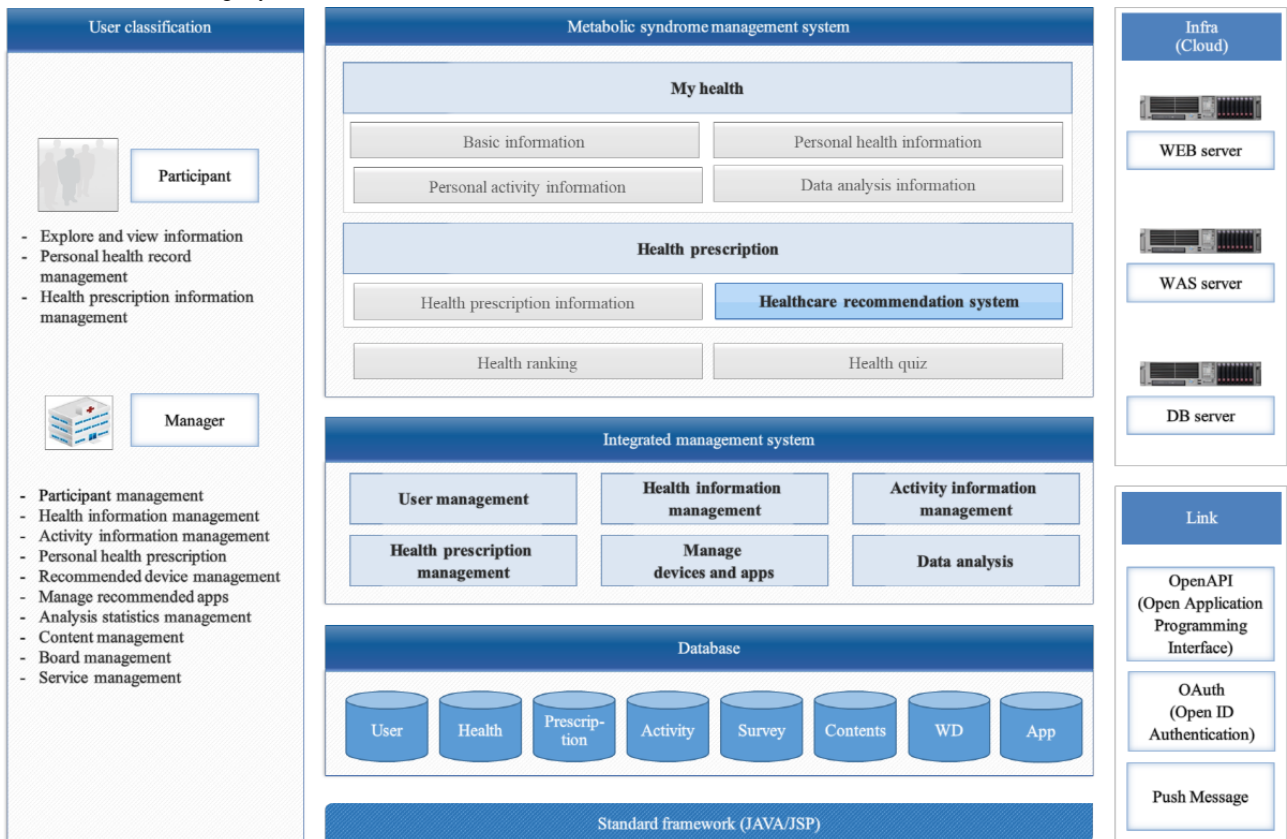 User classification
Participant
- Explore and view information
- Personal health record
management
- Health prescription information
management
Manager
- Participant management
- Health information management
- Activity information management
- Personal health prescription
- Recommended device management
- Manage recommended apps
- Analysis statistics management
- Content management
- Board management
- Service management
Metabolic syndrome management system
My health
Basic information
Personal health information
Personal activity information
Data analysis information
Health prescription
Health prescription information
Healthcare recommendation system
Health ranking
Health quiz
Integrated management system
User management
Health information
management
Activity information
management
Health prescription
management
Manage
devices and apps
Data analysis
Database
User
Health
Prescrip-
tion
Activity
Survey
Contents
WD
App
Standard framework (JAVA/JSP)
Infra
(Cloud)
WEB server
WAS server
DB server
Link
OpenAPI
(Open Application
Programming
Interface)
OAuth
(Open ID
Authentication)
Push Message